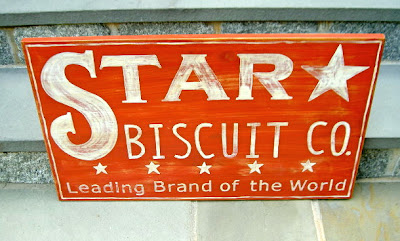 STAR
BISCUIT CO.
Leading Brand of the World